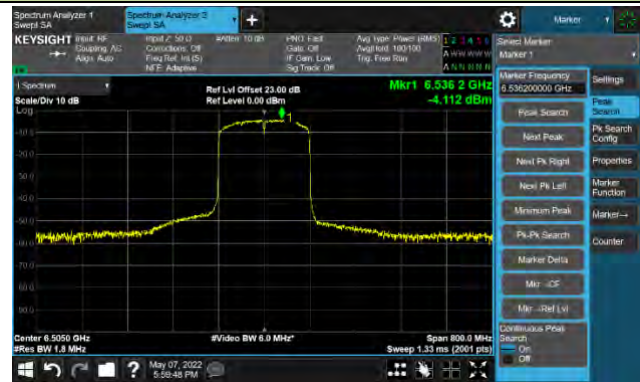 Spectrum Analyzer 1
Swept SA
Spectrum Analyzer 2
Swept SA
+
Marker
KEYSIGHT
Input: RF
Coupling: AC
Align: Auto
Input Z: 50 Ω
Corrections: Off
Freq Ref: Int (S)
NFE: Adaptive
#Atten: 10 dB
PNO: Fast
Gate: Off
IF Gain: Low
Sig Track: Off
Avg Type: Power (RMS)
Avg|Hold: 100/100
Trig: Free Run
1 2 3 4 5 6
A W W W W W
A N N N N N
Select Marker
Marker 1
1 Spectrum
Scale/Div 10 dB
Log
Ref Lvl Offset 23.00 dB
Ref Level 0.00 dBm
Mkr1 6.536 2 GHz
-4.112 dBm
1
Center 6.5050 GHz
#Res BW 1.8 MHz
#Video BW 6.0 MHz*
Span 800.0 MHz
Sweep 1.33 ms (2001 pts)
Marker Frequency
6.536200000 GHz
Peak Search
Next Peak
Next Pk Right
Next Pk Left
Minimum Peak
Pk-Pk Search
Marker Delta
Mkr→CF
Mkr→Ref Lvl
Continuous Peak
Search
On
Off
Settings
Peak
Search
Pk Search
Config
Properties
Marker
Function
Marker→
Counter
?
May 07, 2022
5:59:48 PM